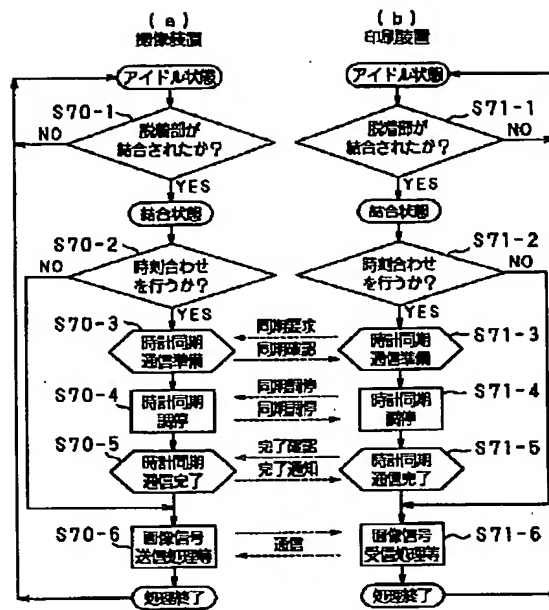 (a)
撮像装置
アイドル状態
S70-1
脱着部が
結合されたか?
NO
YES
結合状態
S70-2
時刻合わせ
を行うか?
NO
YES
S70-3
時計同期
通信準備
S70-4
時計同期
調停
S70-5
時計同期
通信完了
S70-6
画像信号
送信処理等
処理終了
同期要求
同期確認
同期調停
同期調停
完了確認
完了通知
通信
(b)
印刷装置
アイドル状態
S71-1
脱着部が
結合されたか?
NO
YES
結合状態
S71-2
時刻合わせ
を行うか?
NO
YES
S71-3
時計同期
通信準備
S71-4
時計同期
調停
S71-5
時計同期
通信完了
S71-6
画像信号
受信処理等
処理終了